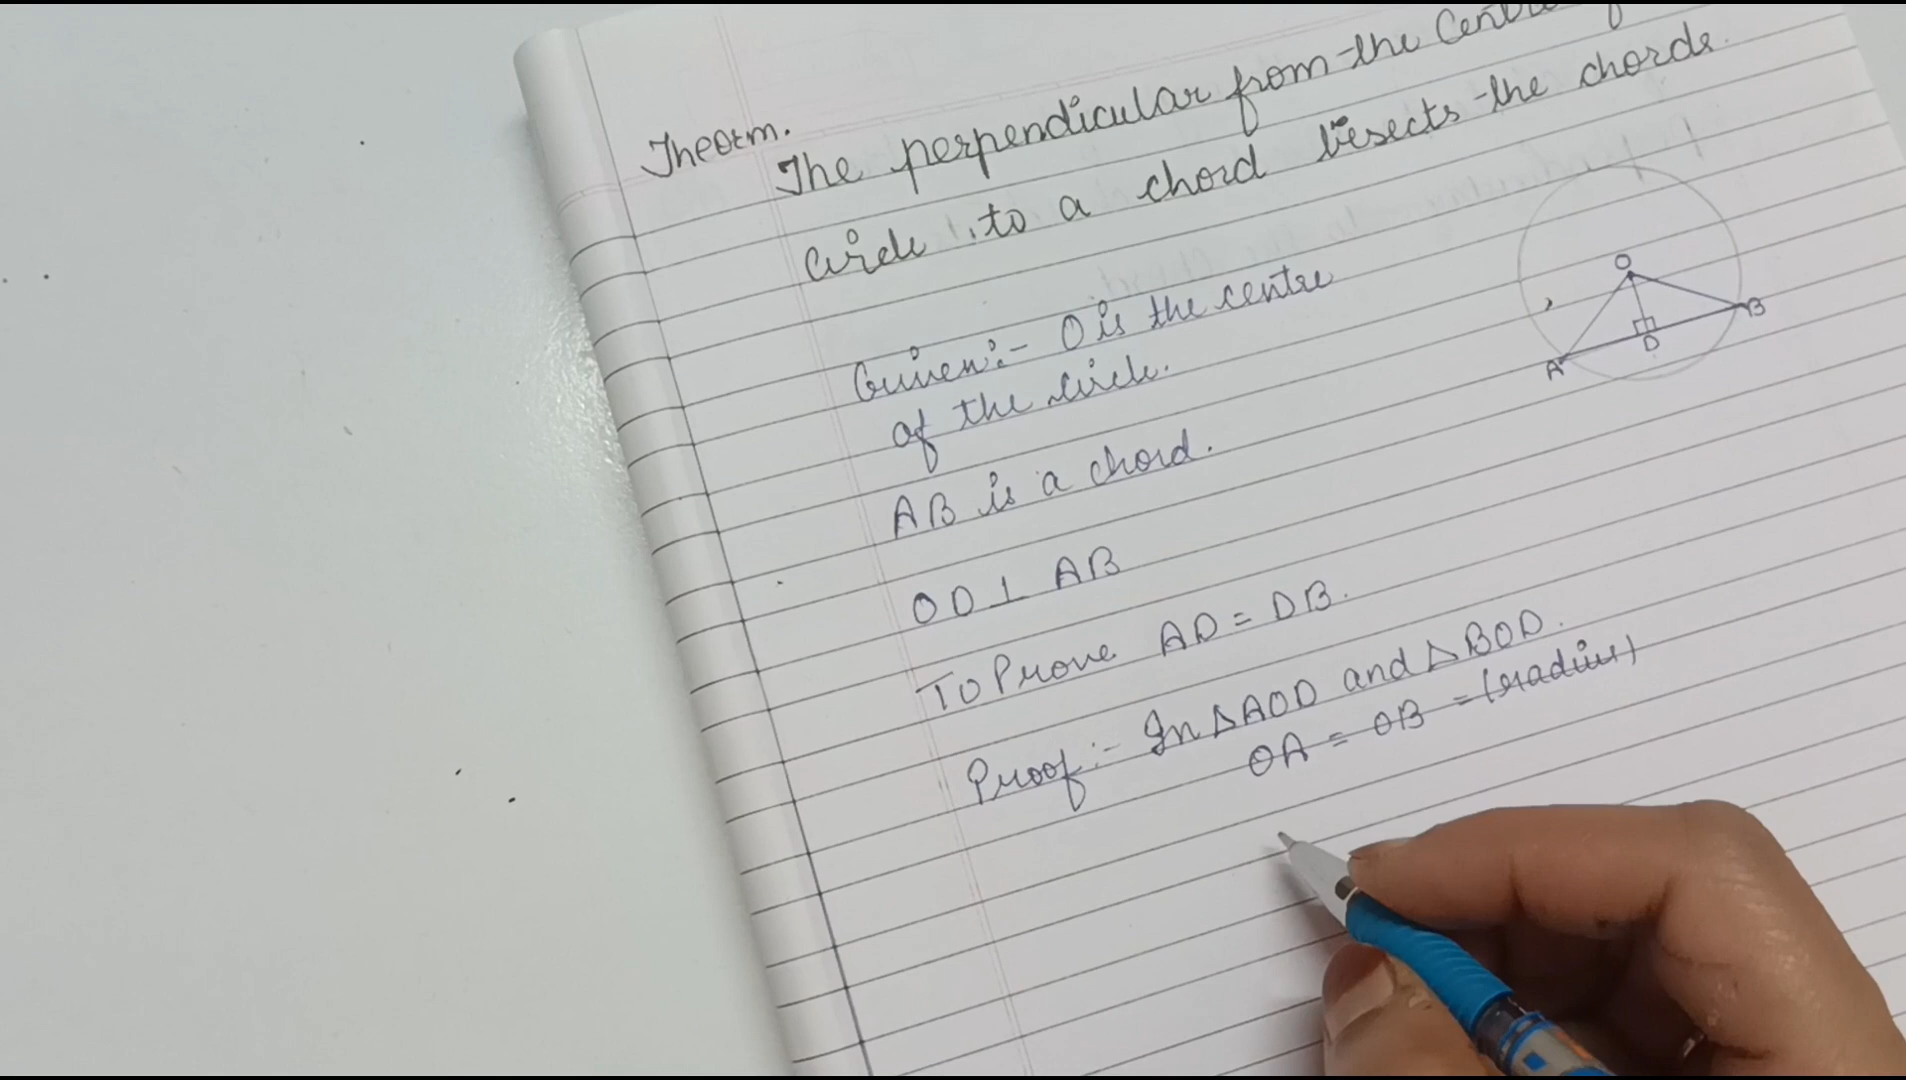 Theorm.
The perpendicular from the Centre
circle to a chord bisects the chords.
Given:- O is the centre
of the circle.
AB is a chord.
OD ⊥ AB
To Prove AD = DB.
Proof:- In △AOD and △BOD.
OA = OB = (radius)
O
A
D
B